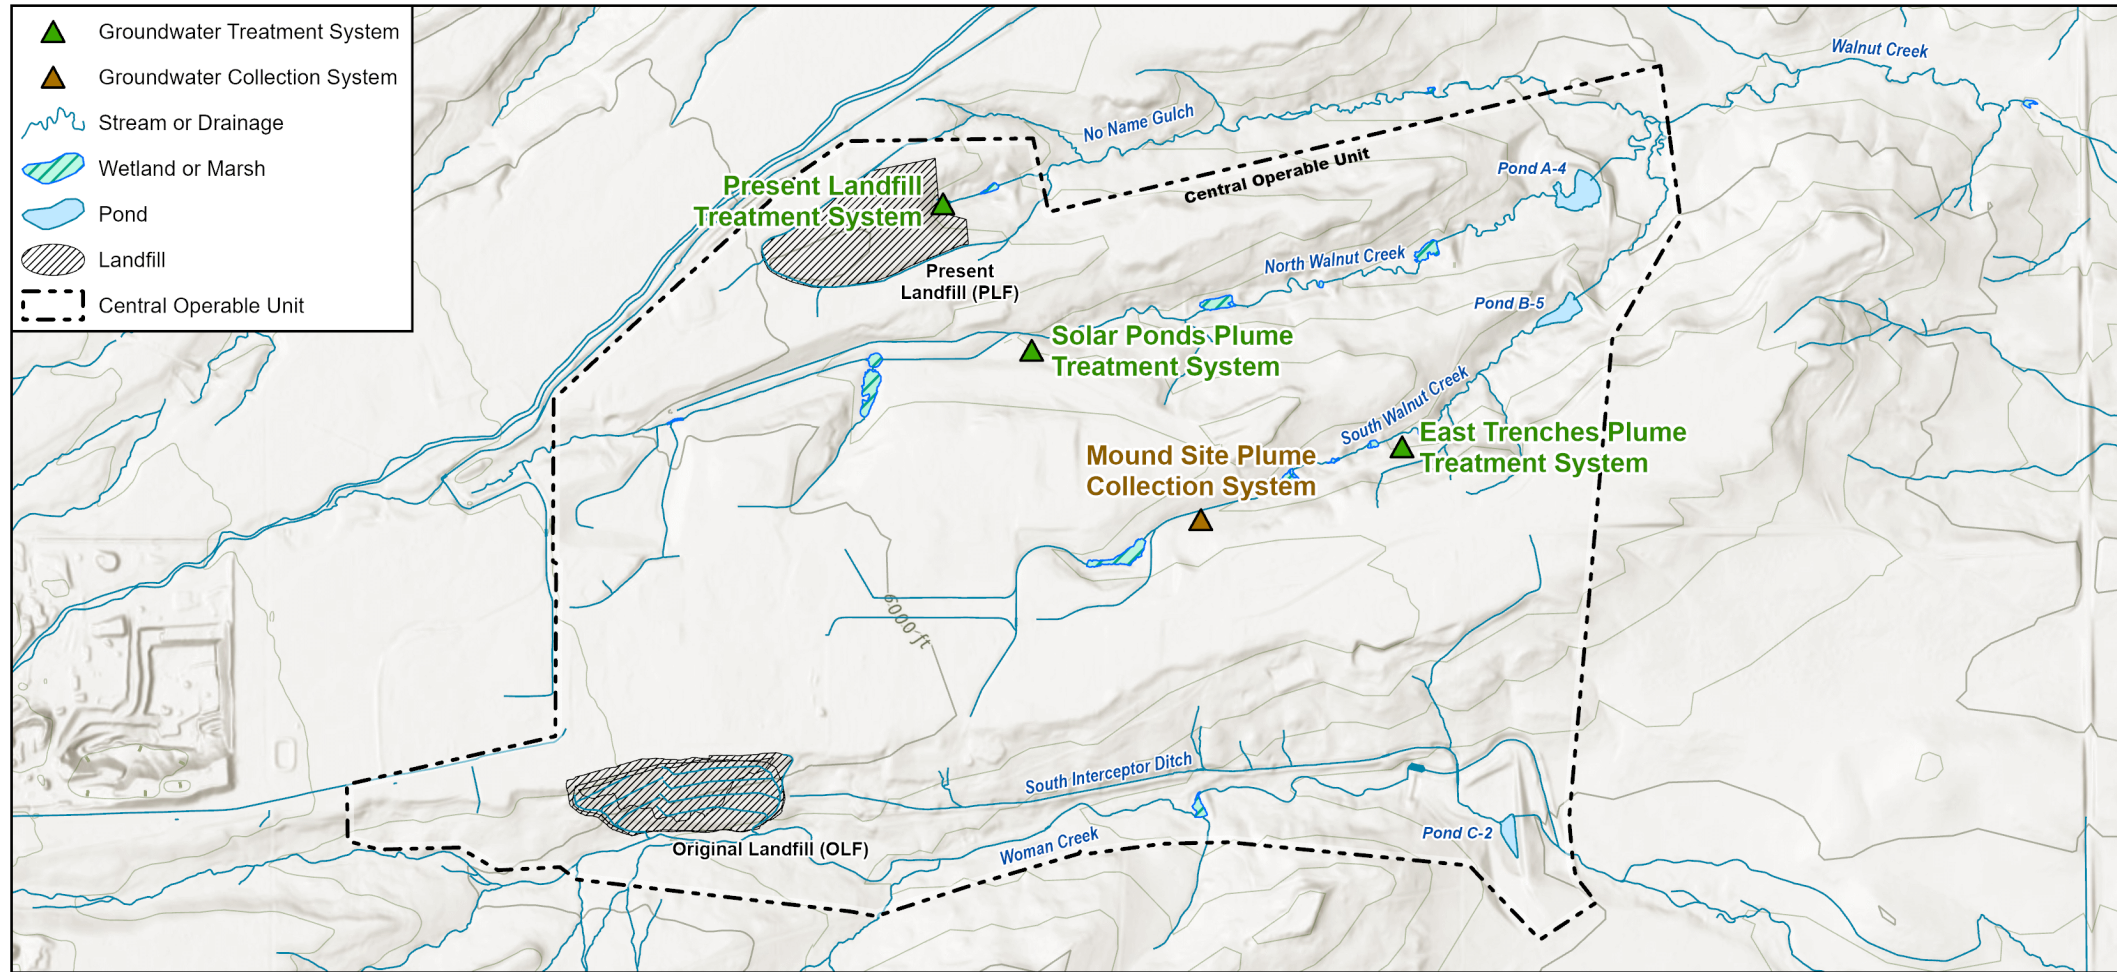 Groundwater Treatment System
Groundwater Collection System
Stream or Drainage
Wetland or Marsh
Pond
Landfill
Central Operable Unit
Walnut Creek
No Name Gulch
Central Operable Unit
Pond A-4
Present Landfill
Treatment System
North Walnut Creek
Present
Landfill (PLF)
Pond B-5
Solar Ponds Plume
Treatment System
South Walnut Creek
East Trenches Plume
Treatment System
Mound Site Plume
Collection System
6000 ft
South Interceptor Ditch
Pond C-2
Woman Creek
Original Landfill (OLF)